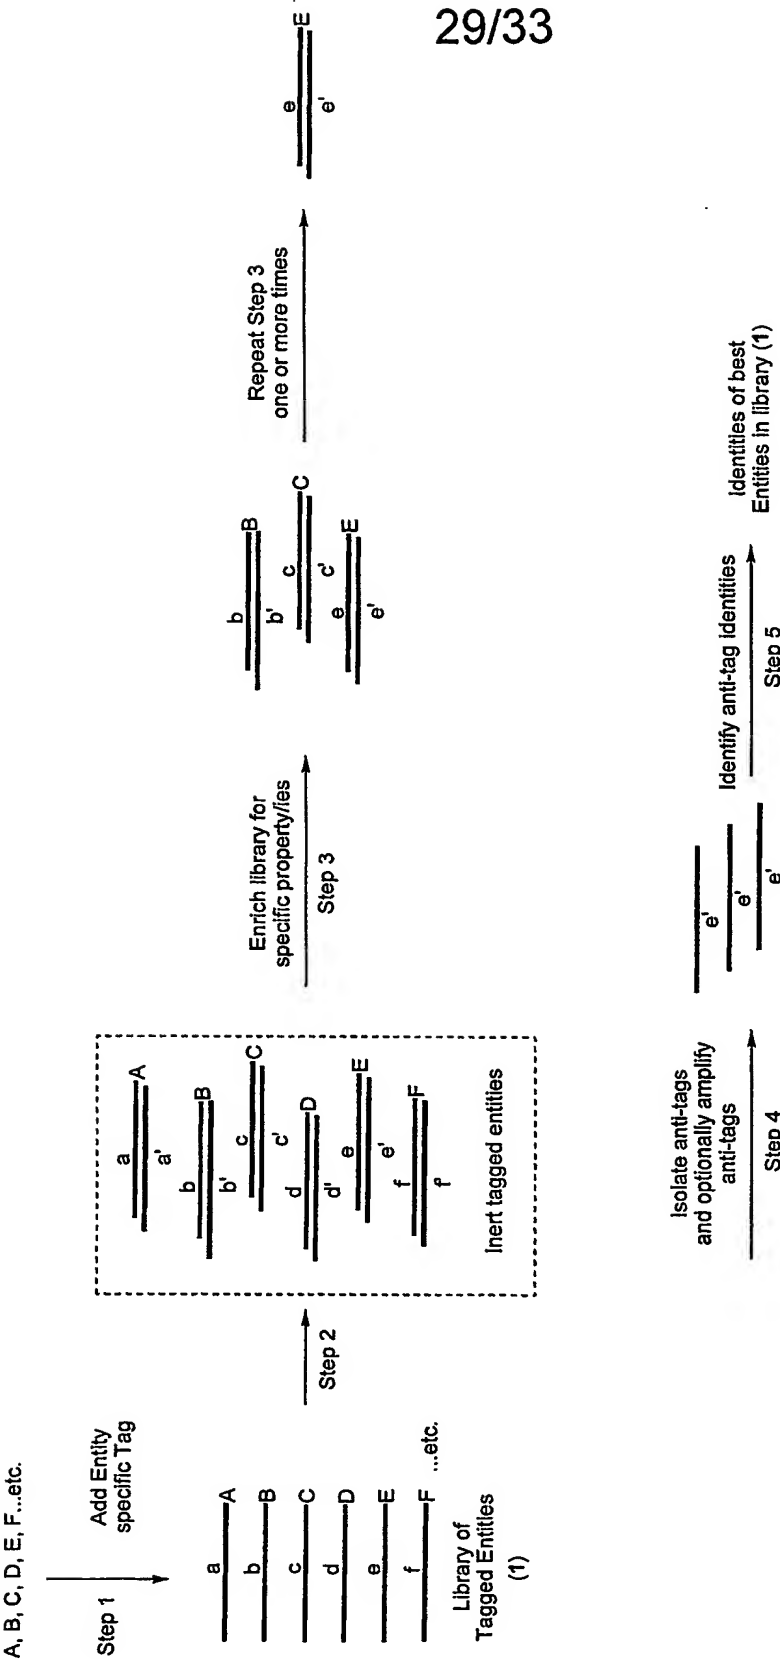 29/33
A, B, C, D, E, F...etc.
Step 1
Add Entity
specific Tag
a
A
b
B
c
C
d
D
e
E
f
F
...etc.
Library of
Tagged Entities
(1)
Step 2
a
A
a'
b
B
b'
c
C
c'
d
D
d'
e
E
e'
f
F
f'
Inert tagged entities
Enrich library for
specific property/ies
Step 3
b
B
b'
c
C
c'
e
E
e'
Repeat Step 3
one or more times
e
E
e'
Isolate anti-tags
and optionally amplify
anti-tags
Step 4
e'
e'
e'
Identify anti-tag identities
Step 5
Identities of best
Entities in library (1)